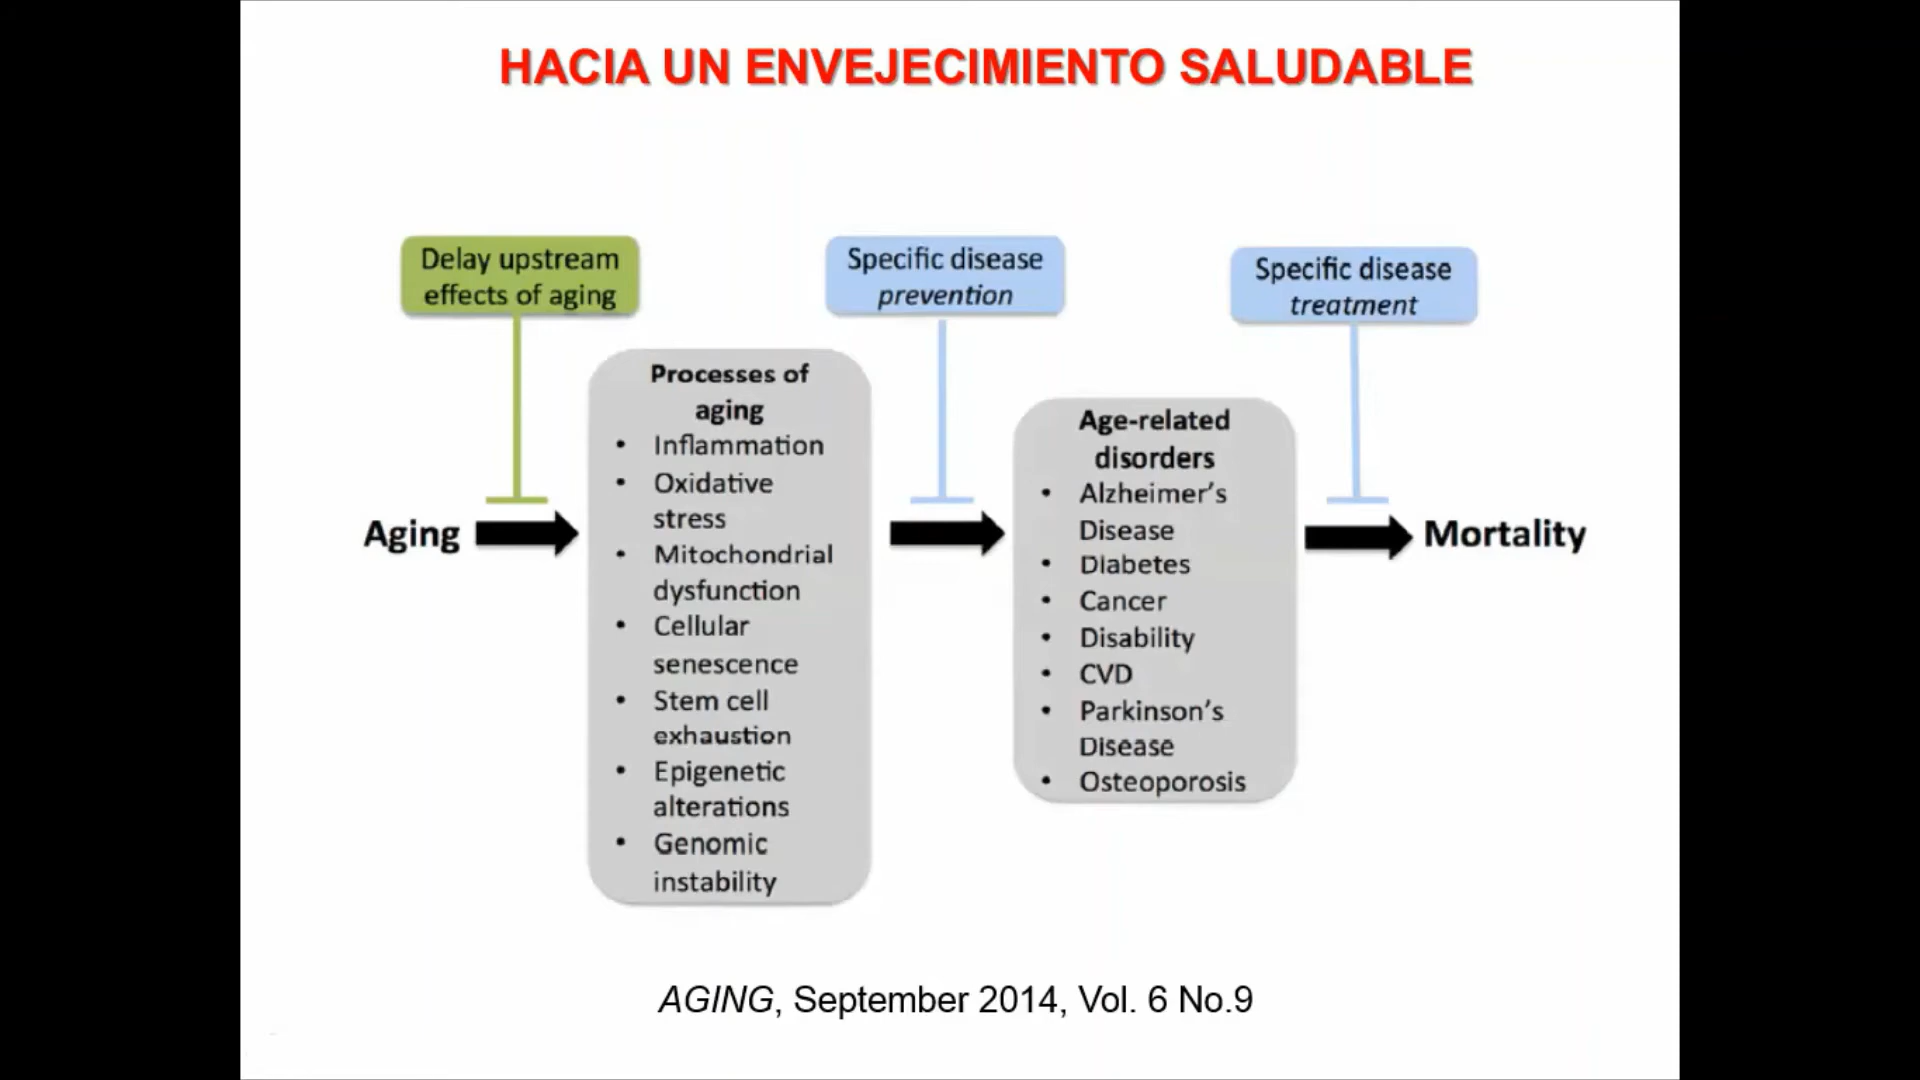 HACIA UN ENVEJECIMIENTO SALUDABLE
Delay upstream
effects of aging
Specific disease
prevention
Specific disease
treatment
Aging
Processes of
aging
• Inflammation
• Oxidative
stress
• Mitochondrial
dysfunction
• Cellular
senescence
• Stem cell
exhaustion
• Epigenetic
alterations
• Genomic
instability
Age-related
disorders
• Alzheimer's
Disease
• Diabetes
• Cancer
• Disability
• CVD
• Parkinson's
Disease
• Osteoporosis
Mortality
AGING, September 2014, Vol. 6 No.9